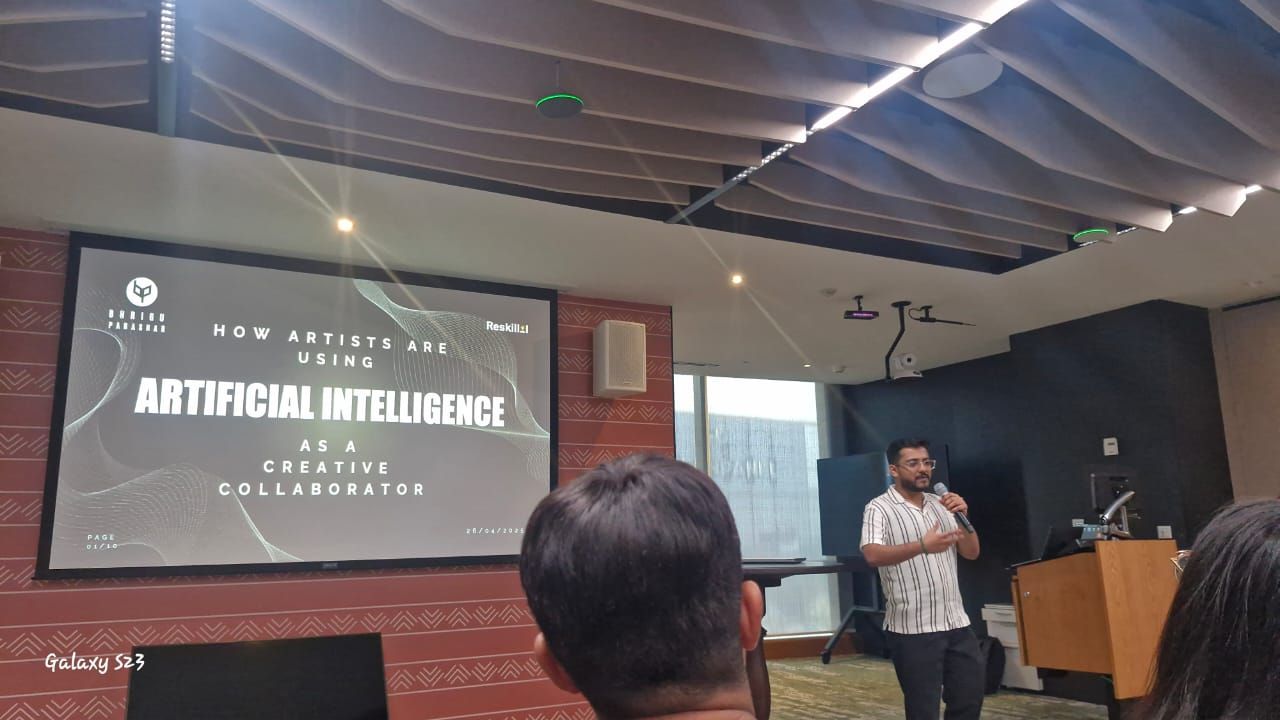 BHRIGU
PARASHAR
Reskilll
HOW ARTISTS ARE
USING
ARTIFICIAL INTELLIGENCE
AS A
CREATIVE
COLLABORATOR
PAGE
01/10
26/04/2025
Galaxy S23